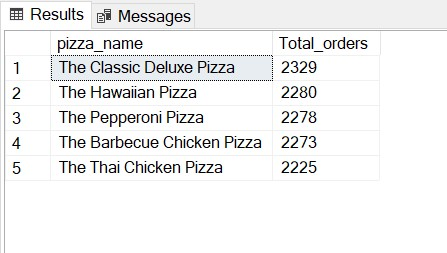 Results Messages
pizza_name Total_orders
1 The Classic Deluxe Pizza 2329
2 The Hawaiian Pizza 2280
3 The Pepperoni Pizza 2278
4 The Barbecue Chicken Pizza 2273
5 The Thai Chicken Pizza 2225